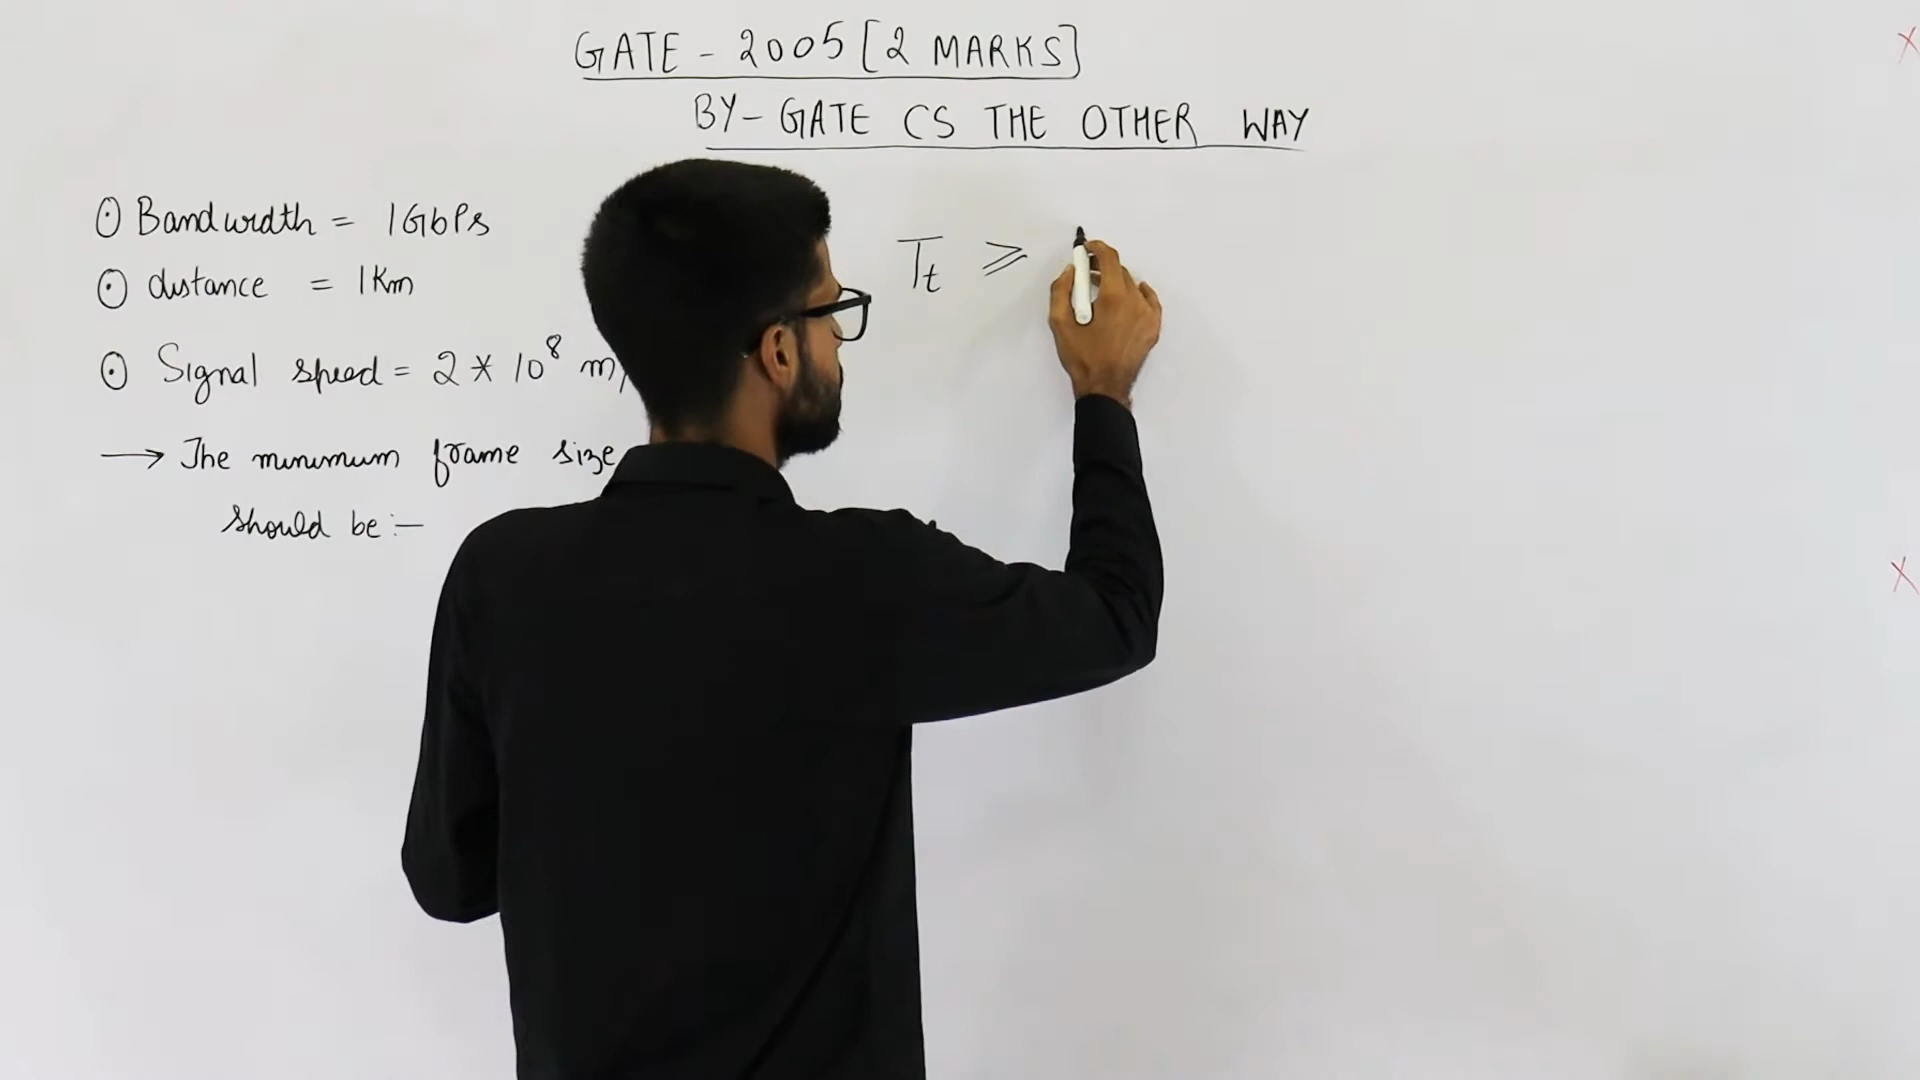 GATE - 2005 [2 MARKS]
BY - GATE CS THE OTHER WAY
⊙ Bandwidth = 1GbPs
⊙ distance = 1Km
⊙ Signal speed = 2 * 10⁸ m/
→ The minimum frame size
should be :-
Tt ⩾
X
X